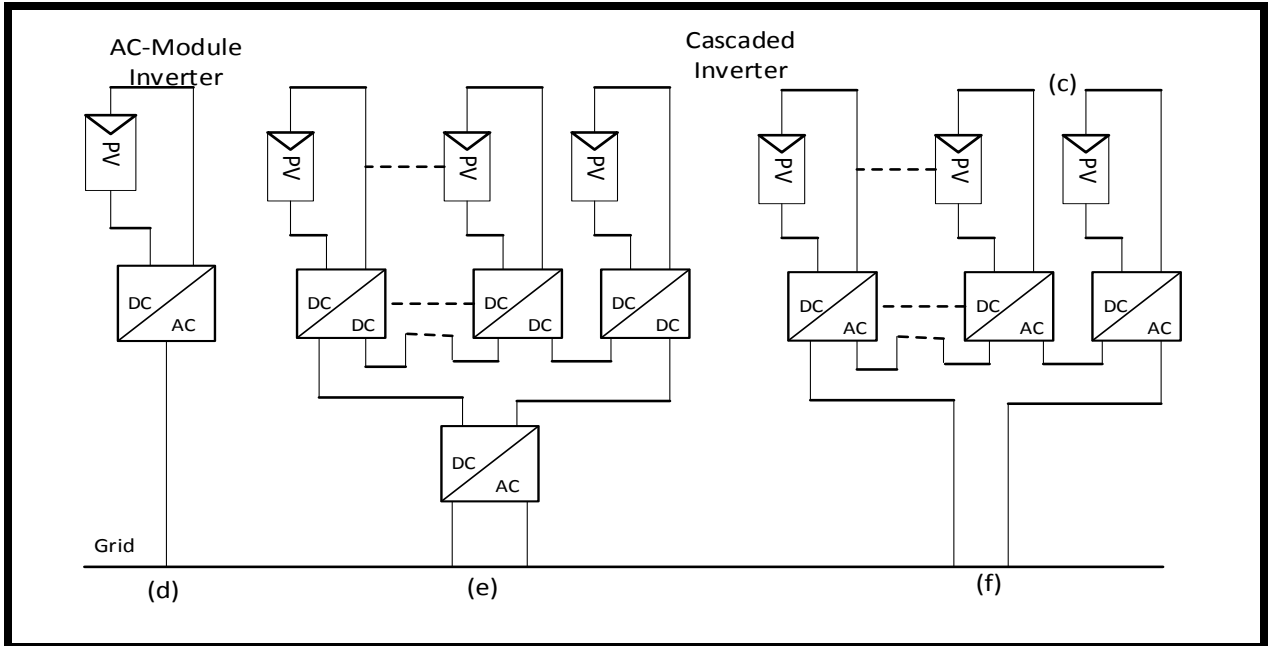 AC-Module
Inverter
Cascaded
Inverter
(c)
PV
PV
PV
PV
PV
PV
PV
DC
AC
DC
DC
DC
DC
DC
DC
DC
AC
DC
AC
DC
AC
DC
AC
Grid
(d)
(e)
(f)